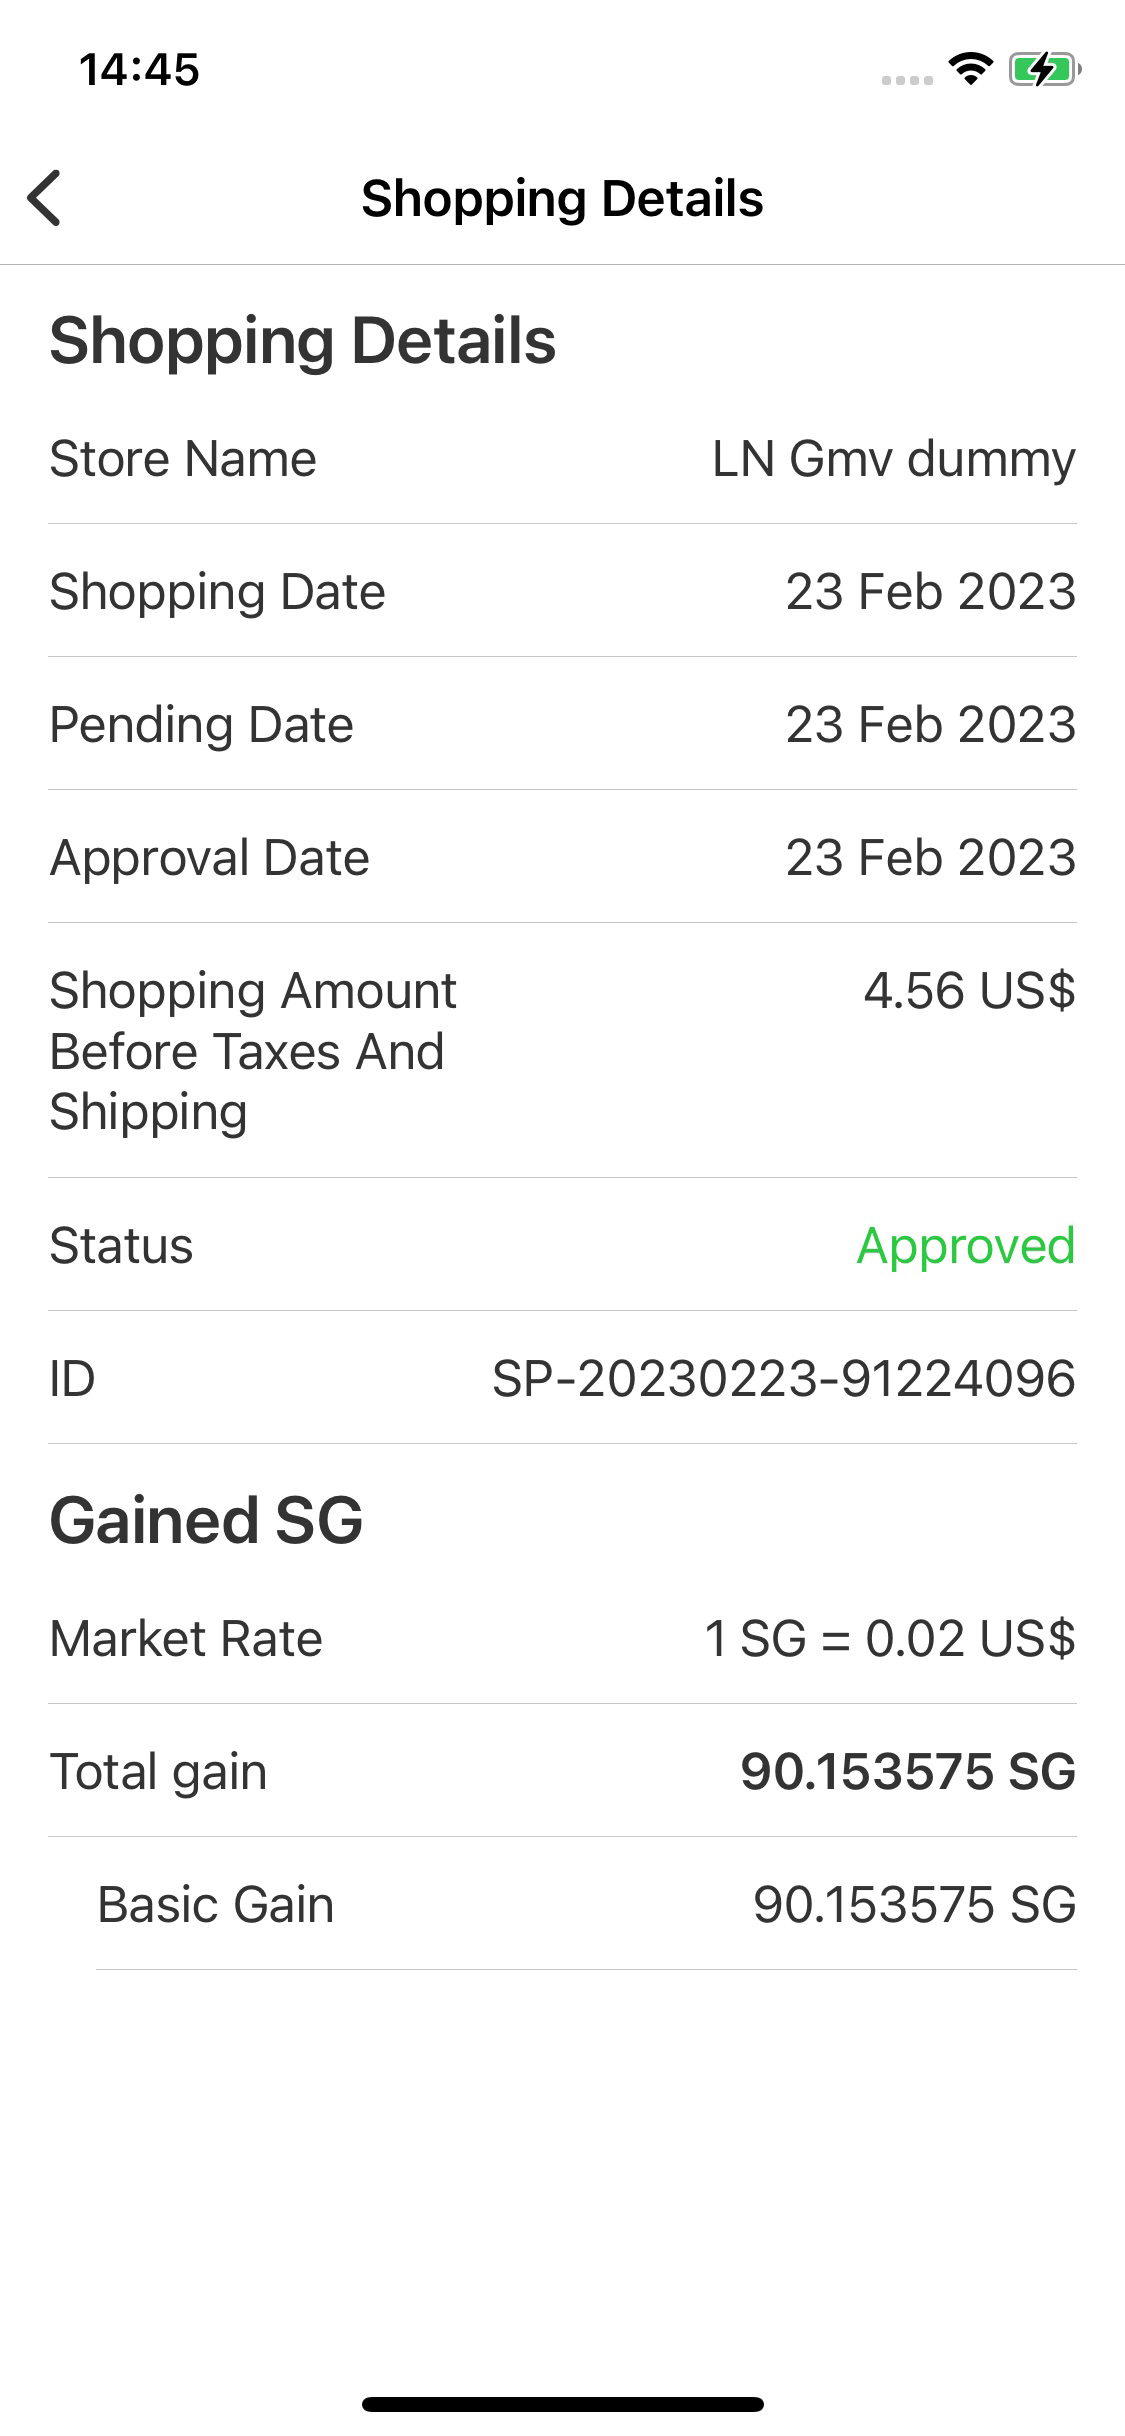 14:45
Shopping Details
Shopping Details
Store Name LN Gmv dummy
Shopping Date 23 Feb 2023
Pending Date 23 Feb 2023
Approval Date 23 Feb 2023
Shopping Amount 4.56 US$
Before Taxes And
Shipping
Status Approved
ID SP-20230223-91224096
Gained SG
Market Rate 1 SG = 0.02 US$
Total gain 90.153575 SG
Basic Gain 90.153575 SG